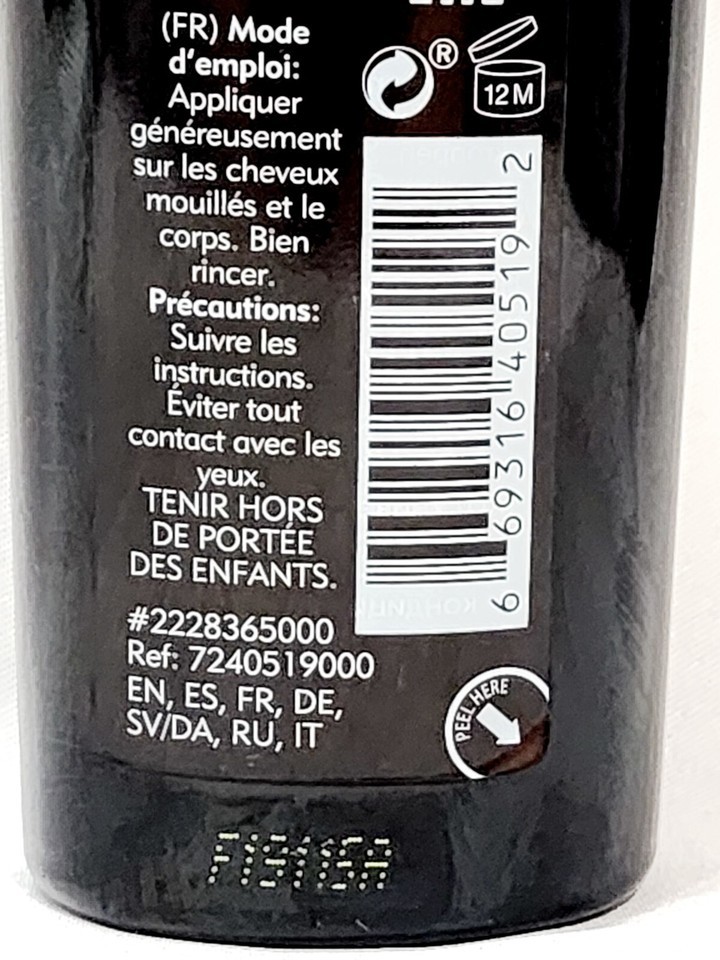 (FR) Mode
d'emploi:
Appliquer
généreusement
sur les cheveux
mouillés et le
corps. Bien
rincer.
Précautions:
Suivre les
instructions.
Éviter tout
contact avec les
yeux.
TENIR HORS
DE PORTÉE
DES ENFANTS.
#2228365000
Ref: 7240519000
EN, ES, FR, DE,
SV/DA, RU, IT
®
12M
6 69316 40519 2
PEEL HERE
F19115A